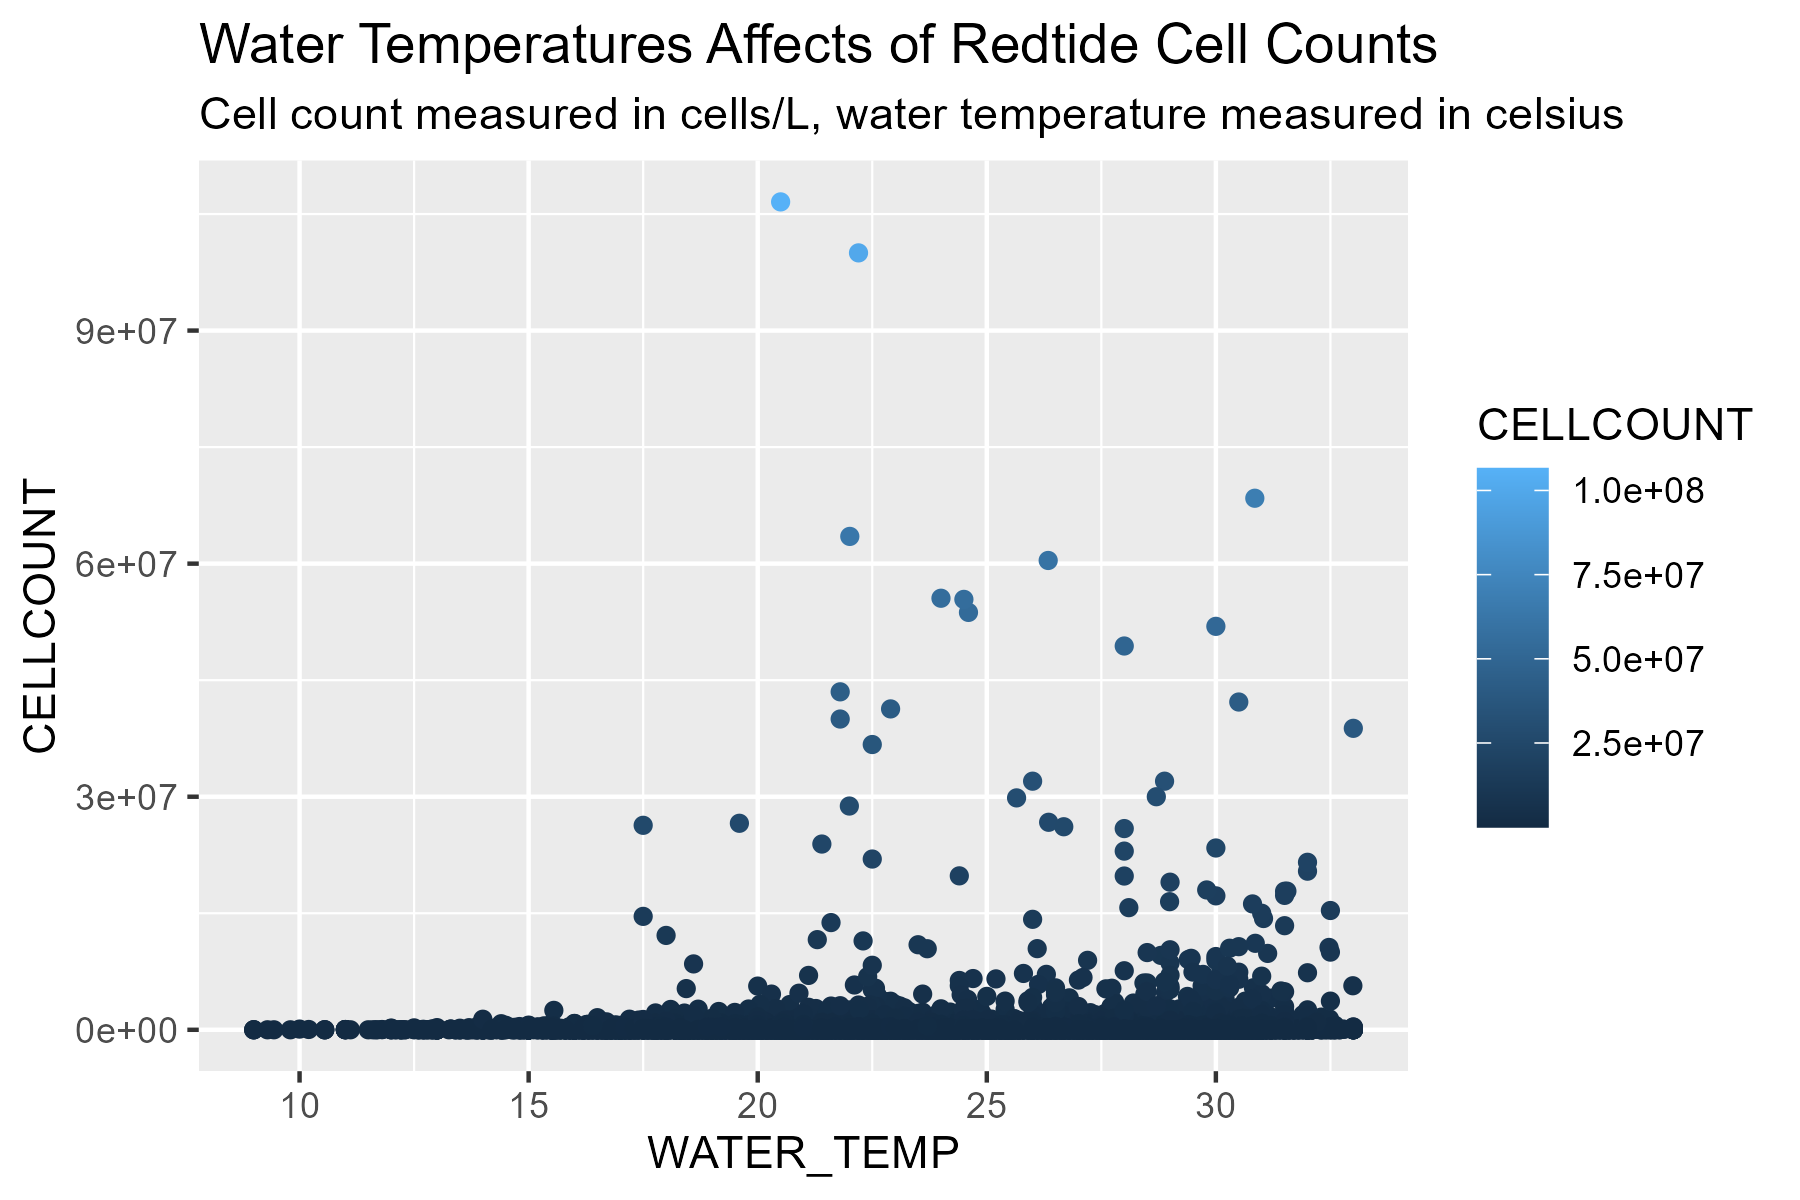 Water Temperatures Affects of Redtide Cell Counts
Cell count measured in cells/L, water temperature measured in celsius
CELLCOUNT
9e+07
6e+07
3e+07
0e+00
10 15 20 25 30
WATER_TEMP
CELLCOUNT
1.0e+08
7.5e+07
5.0e+07
2.5e+07